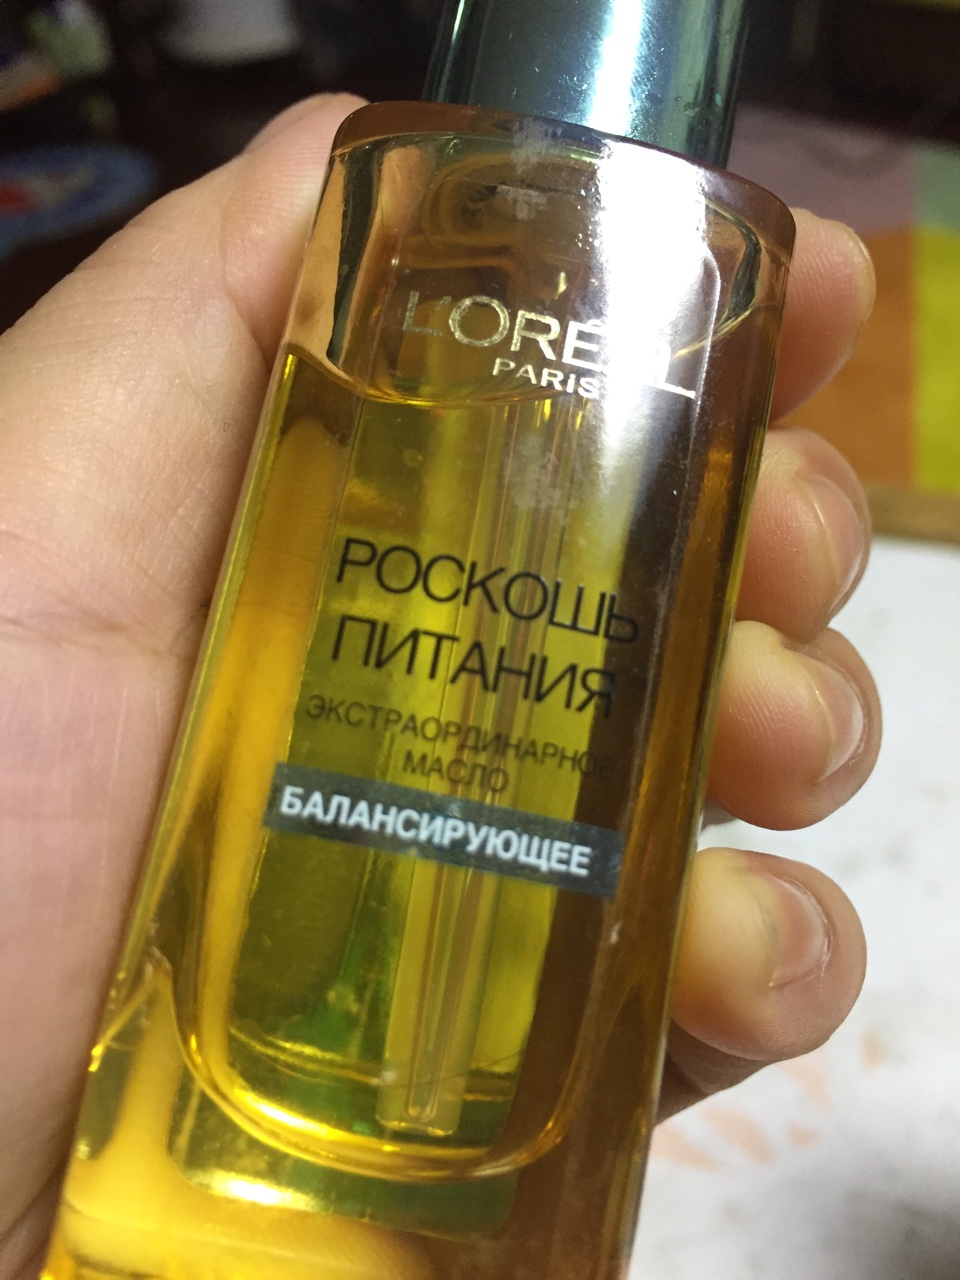 L'ORÉAL
PARIS
РОСКОШЬ
ПИТАНИЯ
ЭКСТРАОРДИНАРНОЕ
МАСЛО
БАЛАНСИРУЮЩЕЕ